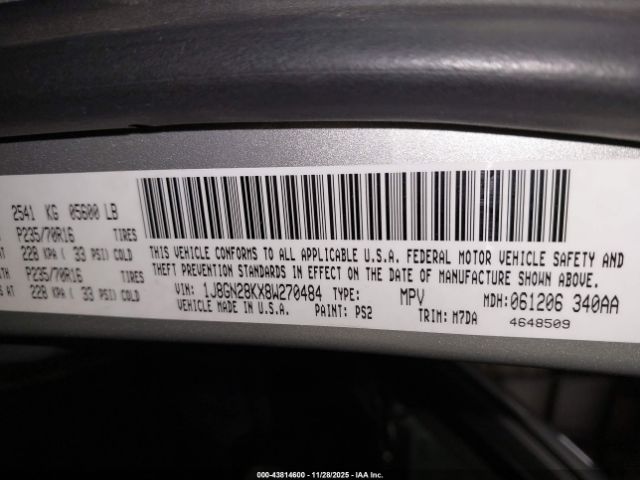 2541 KG 05600 LB
P235/70R16 TIRES
228 KPA ( 33 PSI) COLD
TH P235/70R16 TIRES
S AT 228 KPA ( 33 PSI) COLD
THIS VEHICLE CONFORMS TO ALL APPLICABLE U.S.A. FEDERAL MOTOR VEHICLE SAFETY AND
THEFT PREVENTION STANDARDS IN EFFECT ON THE DATE OF MANUFACTURE SHOWN ABOVE.
VIN: 1J8GN28KX8W270484 TYPE: MPV MDH: 061206 340AA
VEHICLE MADE IN U.S.A. PAINT: PS2 TRIM: M7DA 4648509
000-43814600 - 11/28/2025 - IAA Inc.